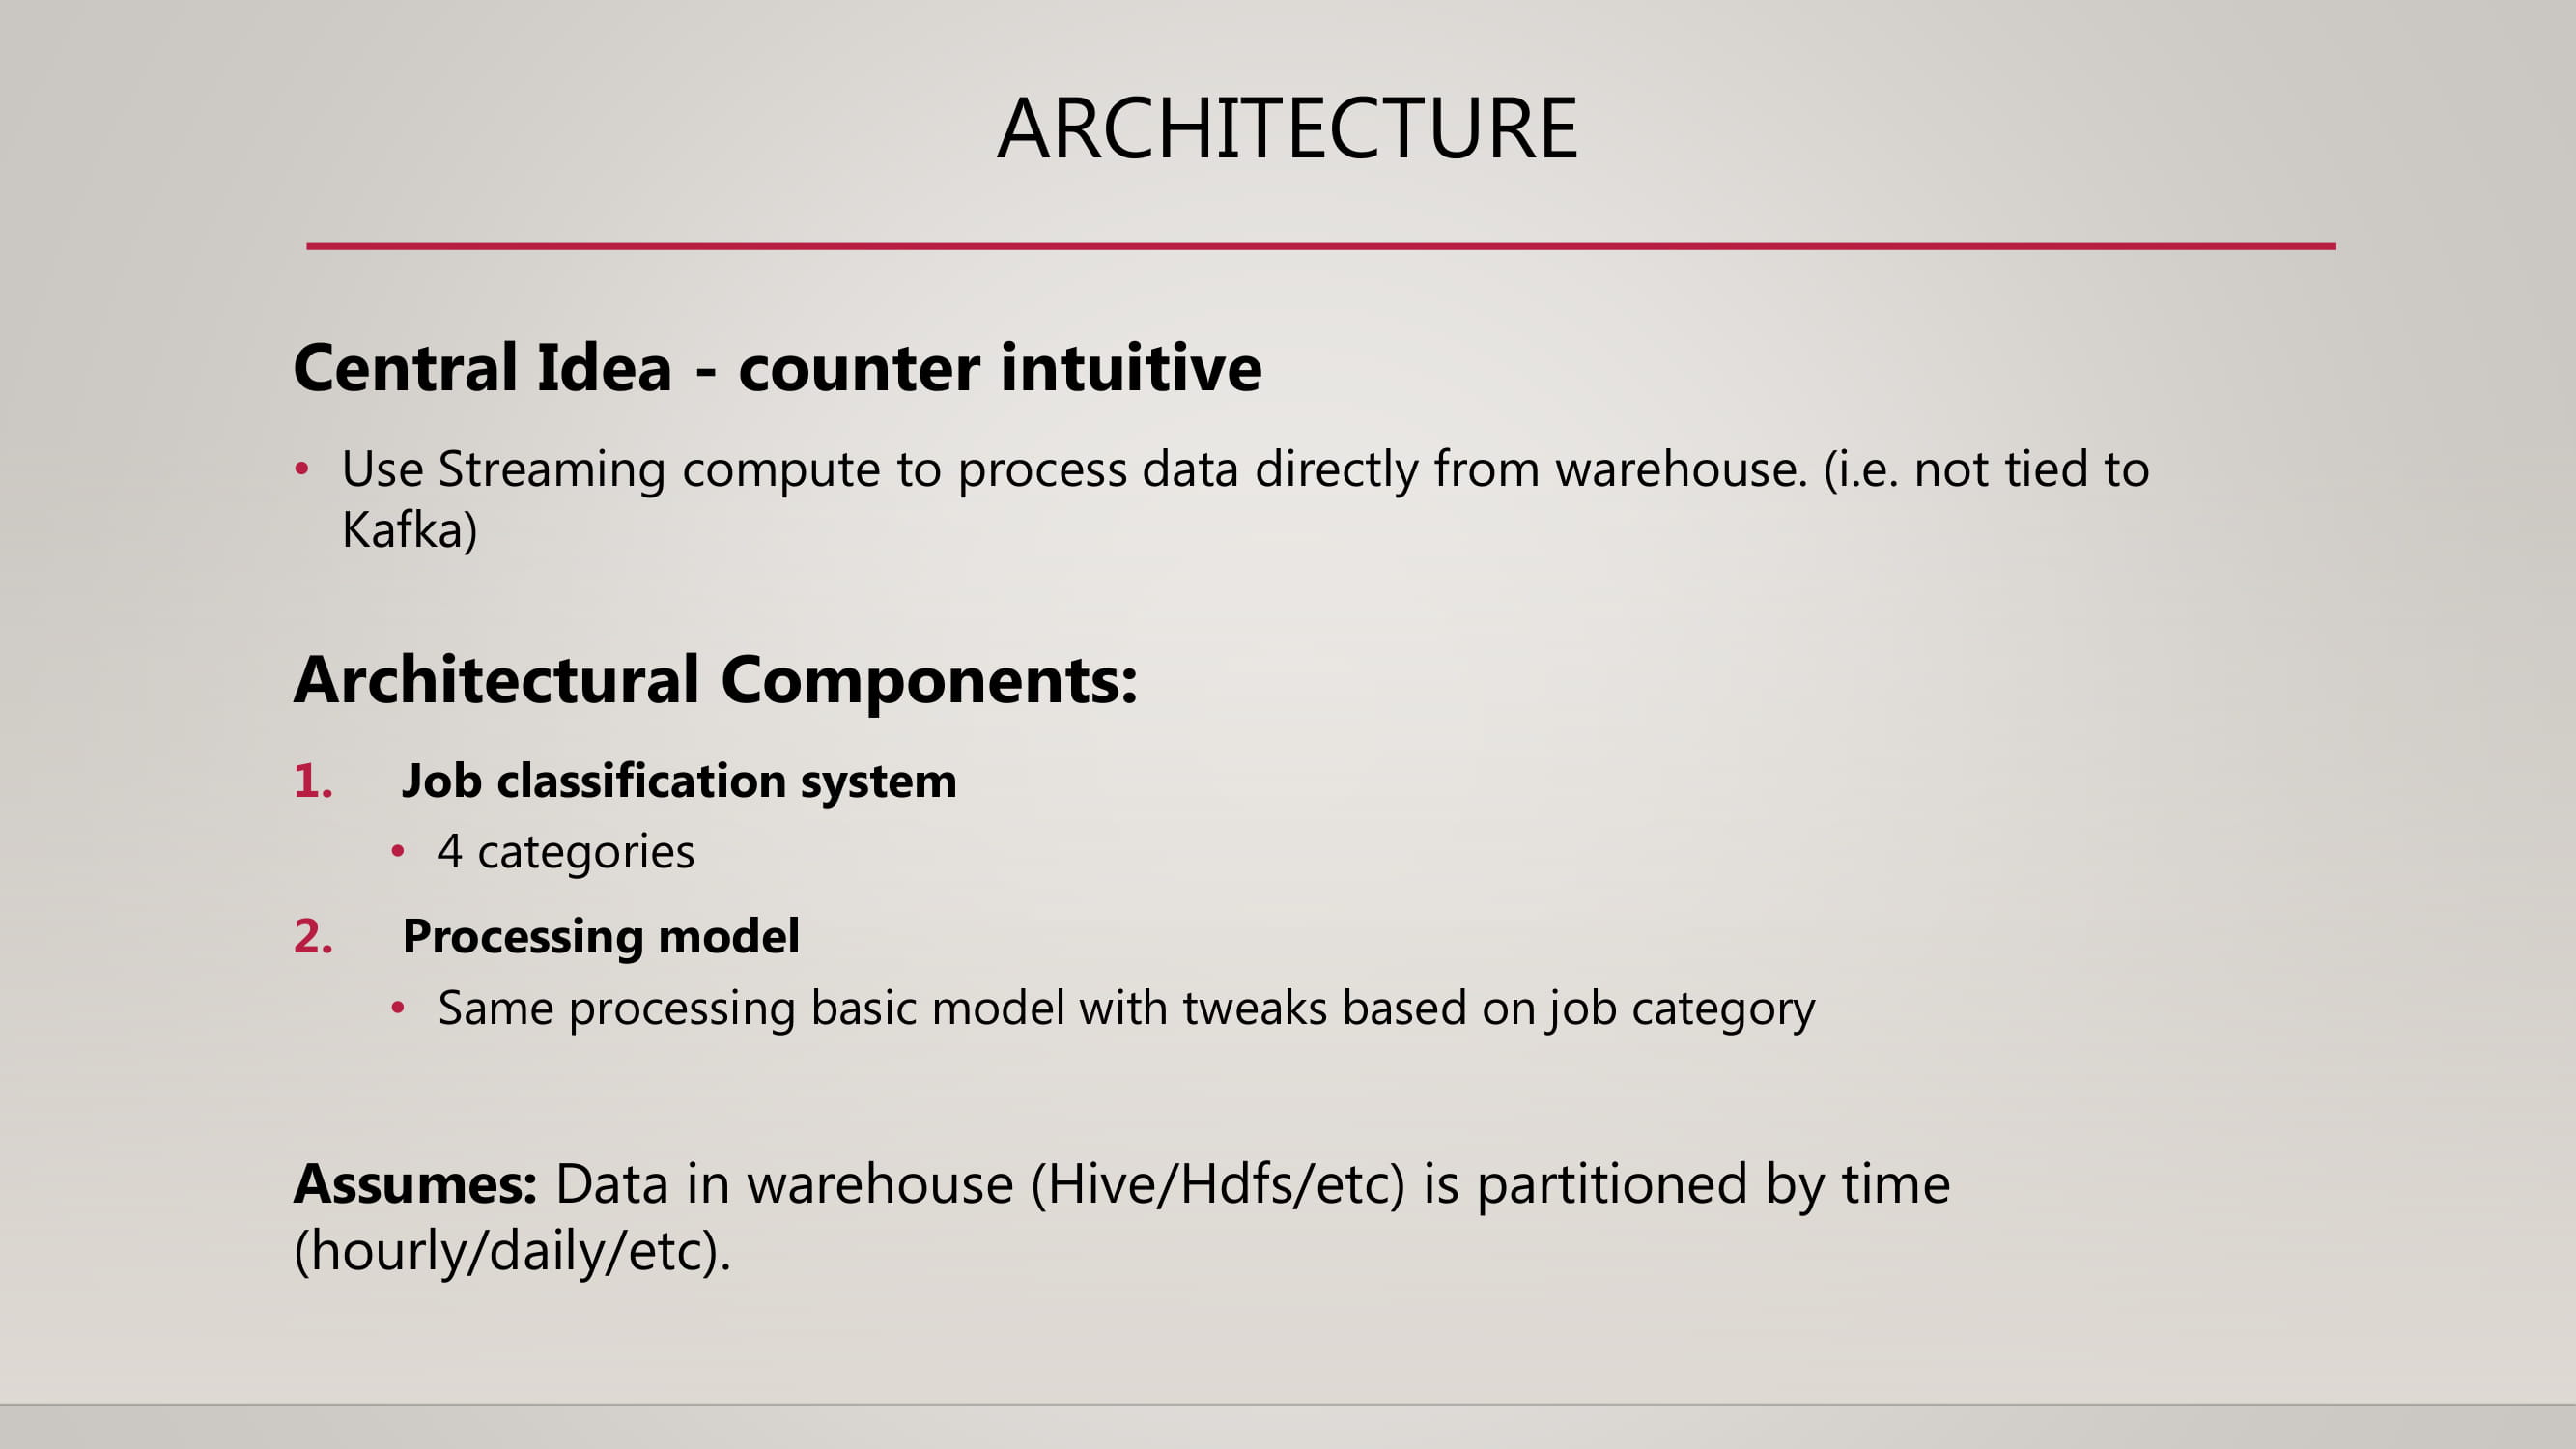 ARCHITECTURE
Central Idea - counter intuitive
• Use Streaming compute to process data directly from warehouse. (i.e. not tied to
Kafka)
Architectural Components:
1. Job classification system
• 4 categories
2. Processing model
• Same processing basic model with tweaks based on job category
Assumes: Data in warehouse (Hive/Hdfs/etc) is partitioned by time
(hourly/daily/etc).